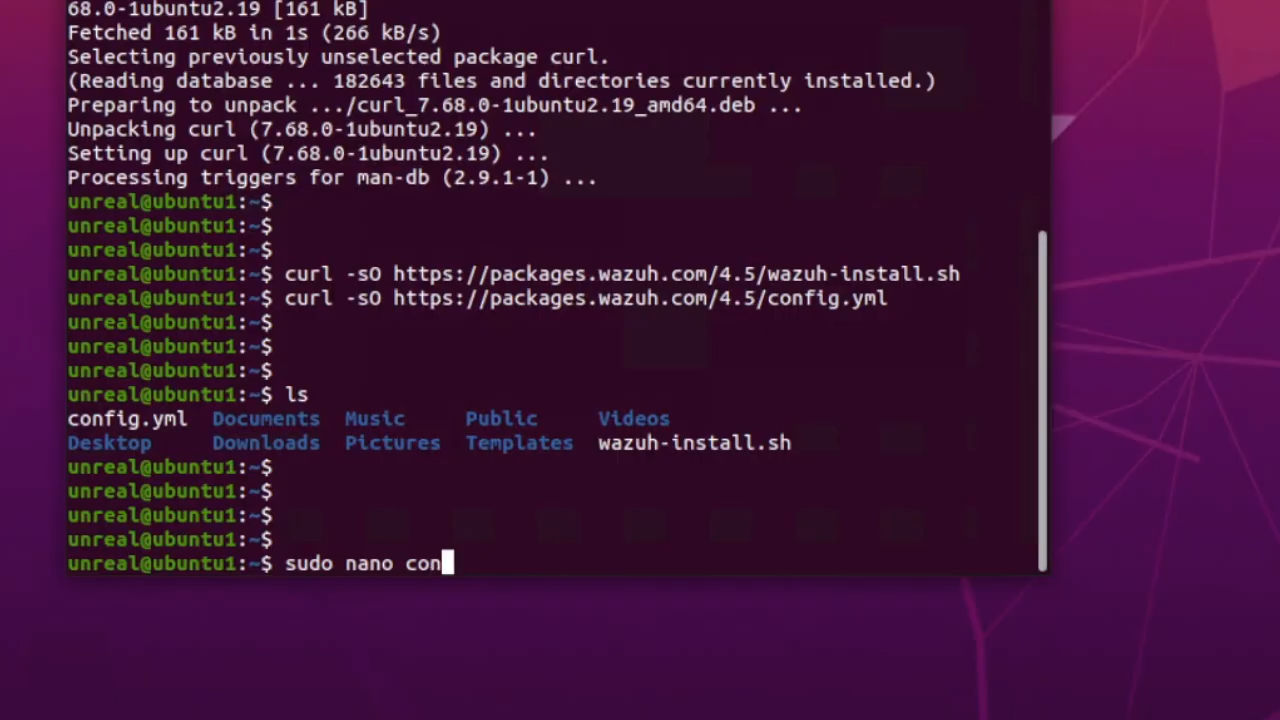 68.0-1ubuntu2.19 [161 kB]
Fetched 161 kB in 1s (266 kB/s)
Selecting previously unselected package curl.
(Reading database ... 182643 files and directories currently installed.)
Preparing to unpack .../curl_7.68.0-1ubuntu2.19_amd64.deb ...
Unpacking curl (7.68.0-1ubuntu2.19) ...
Setting up curl (7.68.0-1ubuntu2.19) ...
Processing triggers for man-db (2.9.1-1) ...
unreal@ubuntu1:~$
unreal@ubuntu1:~$
unreal@ubuntu1:~$
unreal@ubuntu1:~$ curl -sO https://packages.wazuh.com/4.5/wazuh-install.sh
unreal@ubuntu1:~$ curl -sO https://packages.wazuh.com/4.5/config.yml
unreal@ubuntu1:~$
unreal@ubuntu1:~$
unreal@ubuntu1:~$
unreal@ubuntu1:~$ ls
config.yml  Documents  Music     Public     Videos
Desktop     Downloads  Pictures  Templates  wazuh-install.sh
unreal@ubuntu1:~$
unreal@ubuntu1:~$
unreal@ubuntu1:~$
unreal@ubuntu1:~$
unreal@ubuntu1:~$ sudo nano con